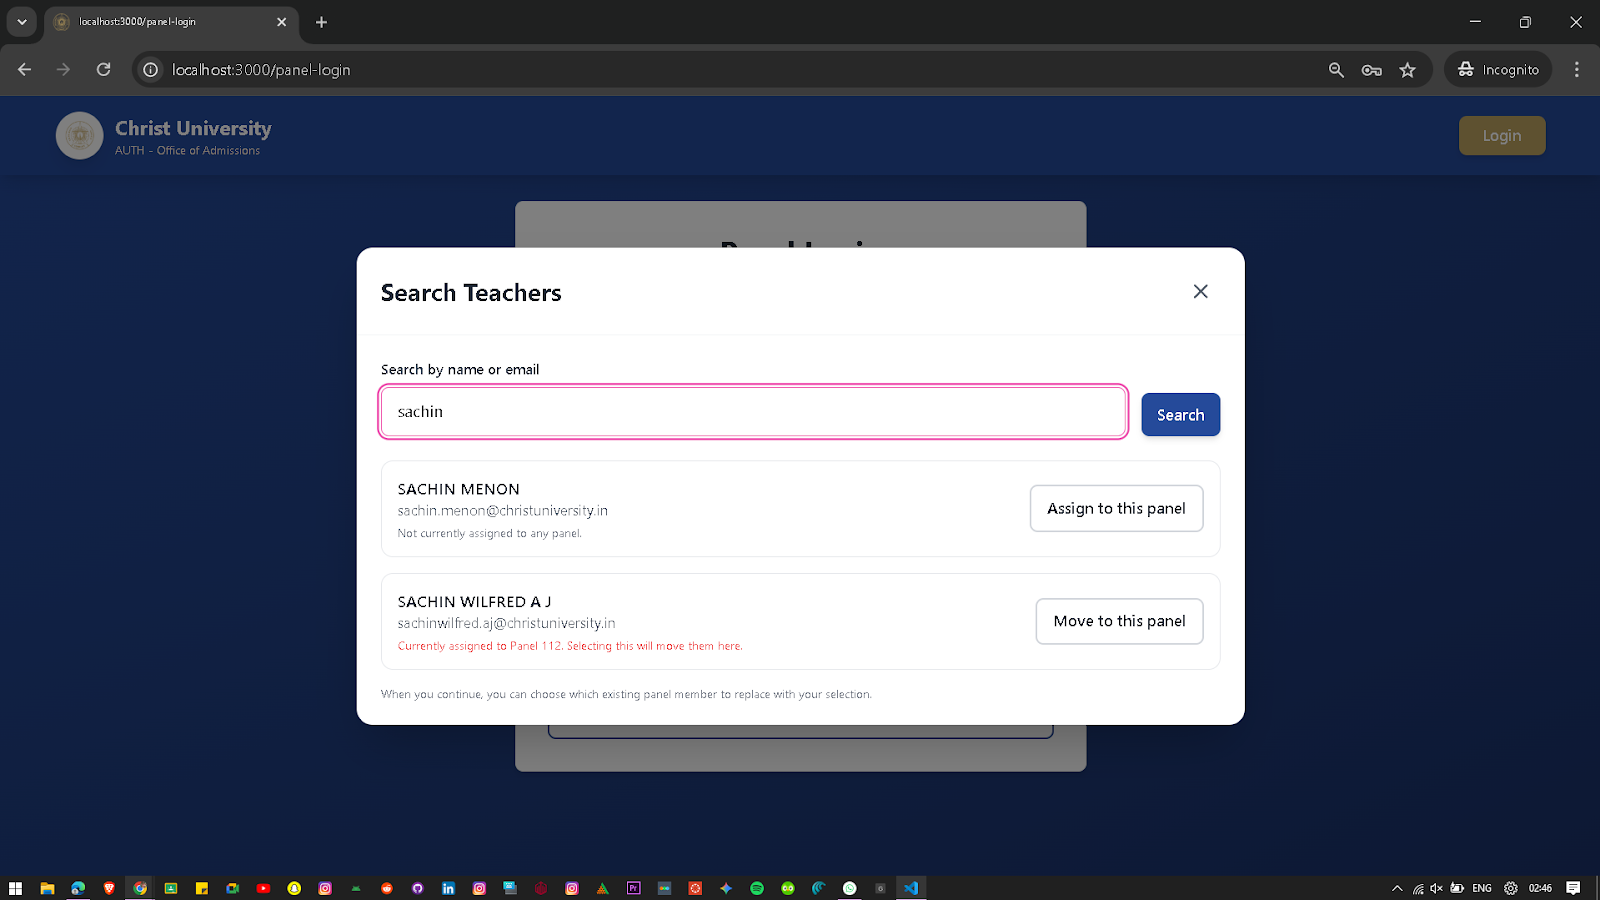 localhost:3000/panel-login
localhost:3000/panel-login
Incognito
Christ University
AUTH - Office of Admissions
Login
Search Teachers
Search by name or email
sachin
Search
SACHIN MENON
sachin.menon@christuniversity.in
Not currently assigned to any panel.
Assign to this panel
SACHIN WILFRED A J
sachinwilfred.aj@christuniversity.in
Currently assigned to Panel 112. Selecting this will move them here.
Move to this panel
When you continue, you can choose which existing panel member to replace with your selection.
ENG
02:46